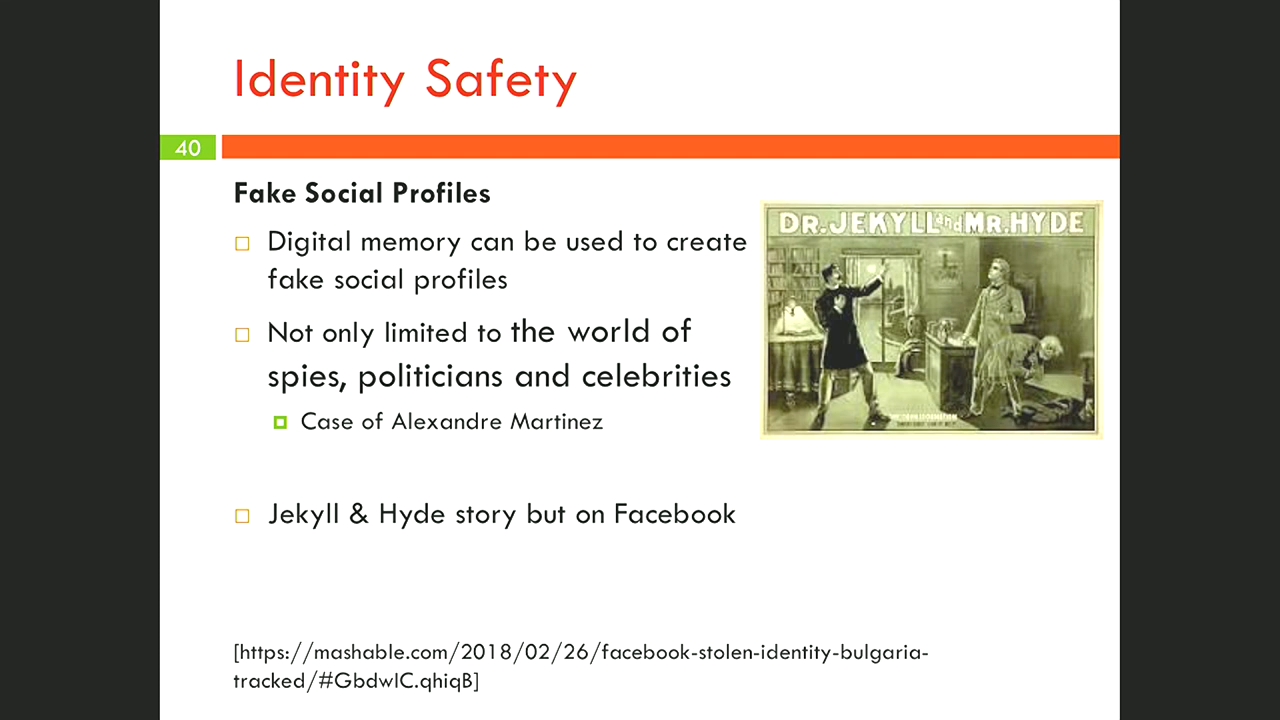 Identity Safety
40
Fake Social Profiles
Digital memory can be used to create
fake social profiles
DR. JEKYLL and MR. HYDE
Not only limited to the world of
spies, politicians and celebrities
Case of Alexandre Martinez
Jekyll & Hyde story but on Facebook
[https://mashable.com/2018/02/26/facebook-stolen-identity-bulgaria-
tracked/#GbdwlC.qhiqB]